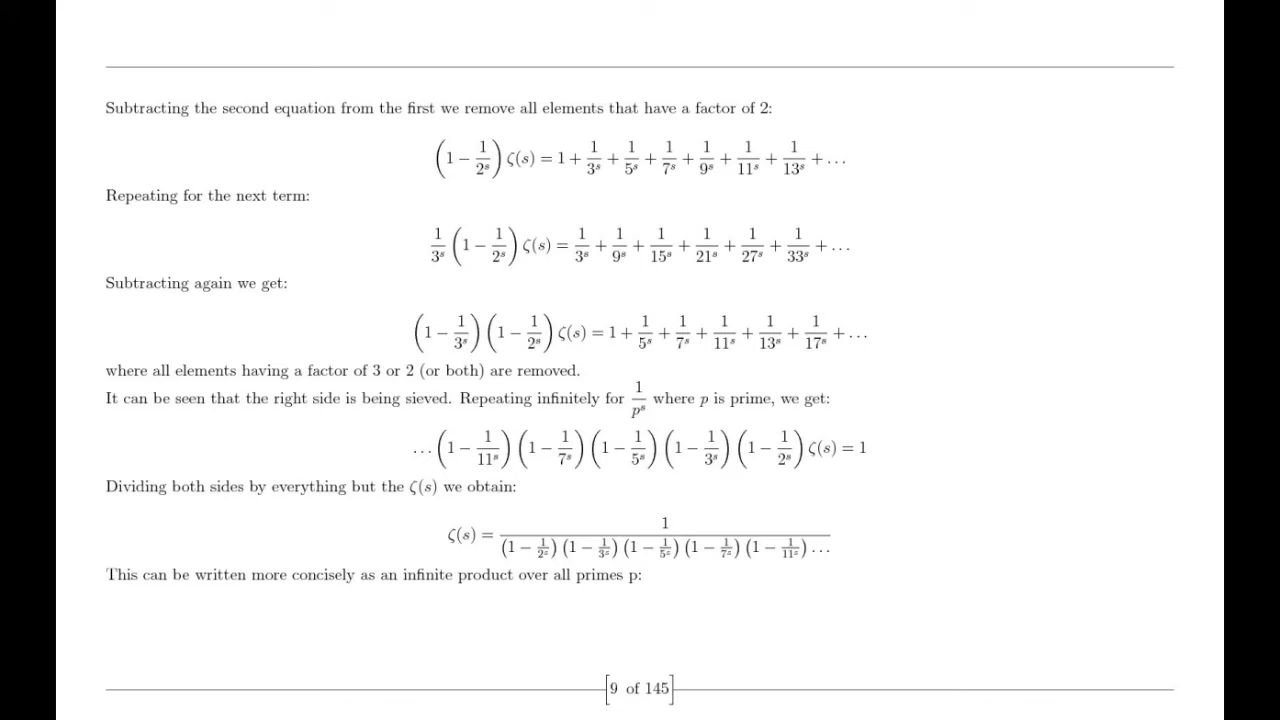 Subtracting the second equation from the first we remove all elements that have a factor of 2:
(1 − 1/2^s) ζ(s) = 1 + 1/3^s + 1/5^s + 1/7^s + 1/9^s + 1/11^s + 1/13^s + ...
Repeating for the next term:
1/3^s (1 − 1/2^s) ζ(s) = 1/3^s + 1/9^s + 1/15^s + 1/21^s + 1/27^s + 1/33^s + ...
Subtracting again we get:
(1 − 1/3^s) (1 − 1/2^s) ζ(s) = 1 + 1/5^s + 1/7^s + 1/11^s + 1/13^s + 1/17^s + ...
where all elements having a factor of 3 or 2 (or both) are removed.
It can be seen that the right side is being sieved. Repeating infinitely for 1/p^s where p is prime, we get:
... (1 − 1/11^s) (1 − 1/7^s) (1 − 1/5^s) (1 − 1/3^s) (1 − 1/2^s) ζ(s) = 1
Dividing both sides by everything but the ζ(s) we obtain:
ζ(s) = 1/((1 − 1/2^s) (1 − 1/3^s) (1 − 1/5^s) (1 − 1/7^s) (1 − 1/11^s) ...)
This can be written more concisely as an infinite product over all primes p:
[9 of 145]